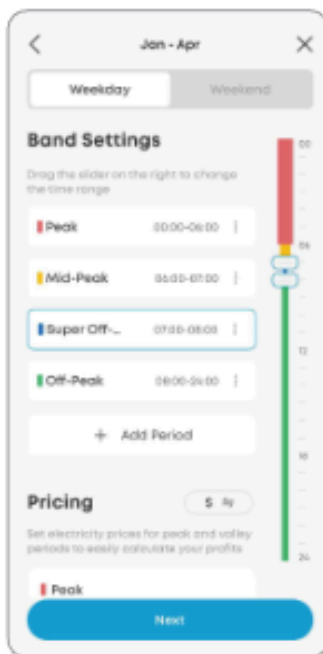 Jan - Apr
Weekday
Weekend
Band Settings
Drag the slider on the right to change
the time range
Peak 00:00-06:00
Mid-Peak 06:00-07:00
Super Off-... 07:00-08:00
Off-Peak 08:00-24:00
+ Add Period
Pricing
$
Set electricity prices for peak and valley
periods to easily calculate your profits
Peak
Next
00
06
12
18
24